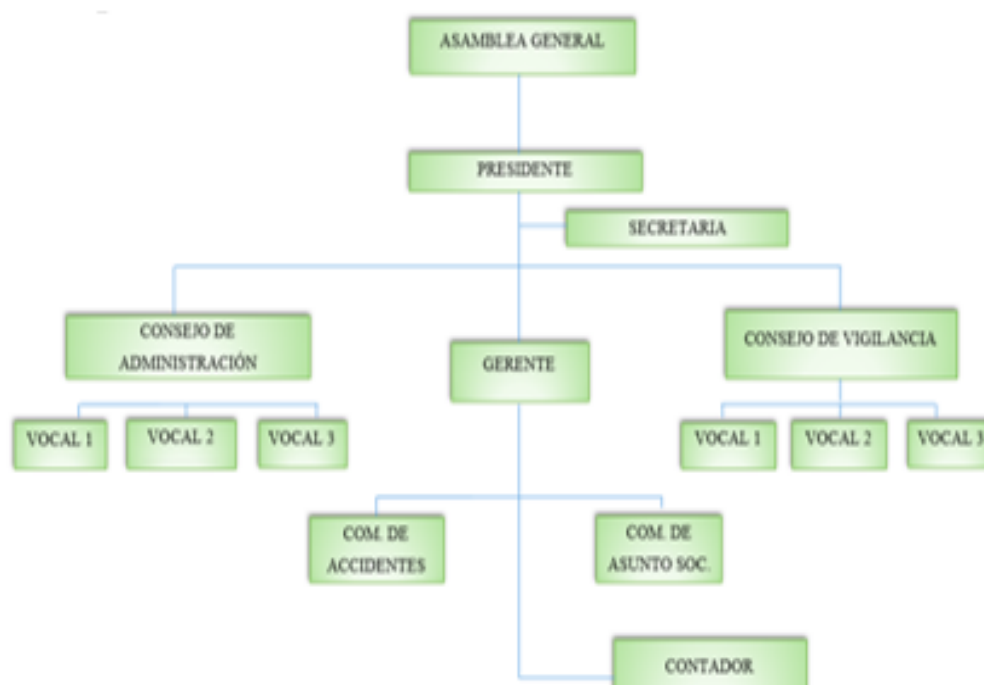 ASAMBLEA GENERAL
PRESIDENTE
SECRETARIA
CONSEJO DE
ADMINISTRACIÓN
GERENTE
CONSEJO DE VIGILANCIA
VOCAL 1
VOCAL 2
VOCAL 3
VOCAL 1
VOCAL 2
VOCAL 3
COM. DE
ACCIDENTES
COM. DE
ASUNTO SOC.
CONTADOR